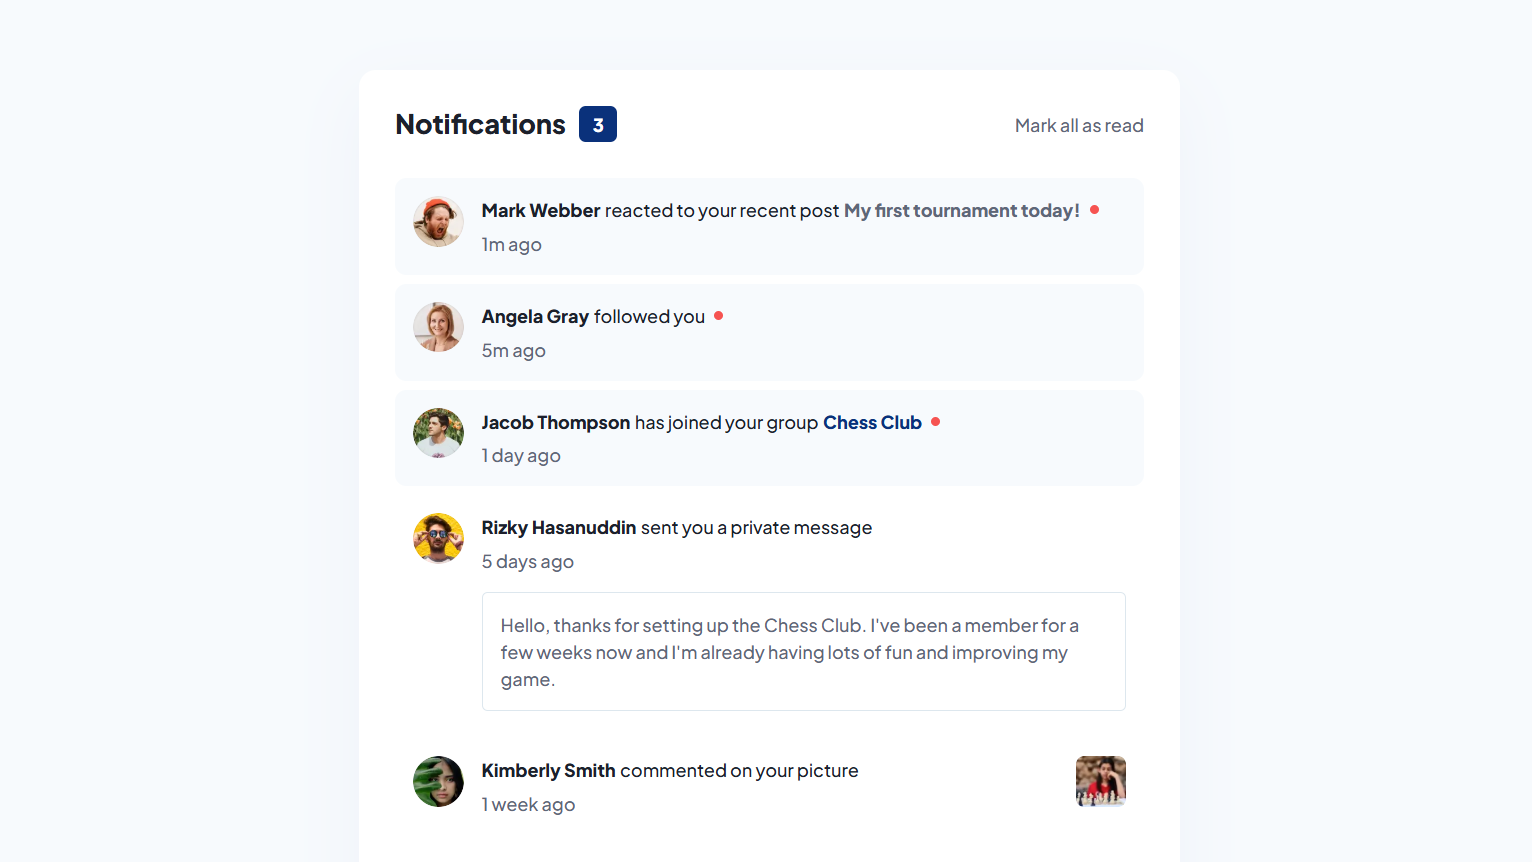 Notifications 3
Mark all as read
Mark Webber reacted to your recent post My first tournament today!
1m ago
Angela Gray followed you
5m ago
Jacob Thompson has joined your group Chess Club
1 day ago
Rizky Hasanuddin sent you a private message
5 days ago
Hello, thanks for setting up the Chess Club. I've been a member for a
few weeks now and I'm already having lots of fun and improving my
game.
Kimberly Smith commented on your picture
1 week ago